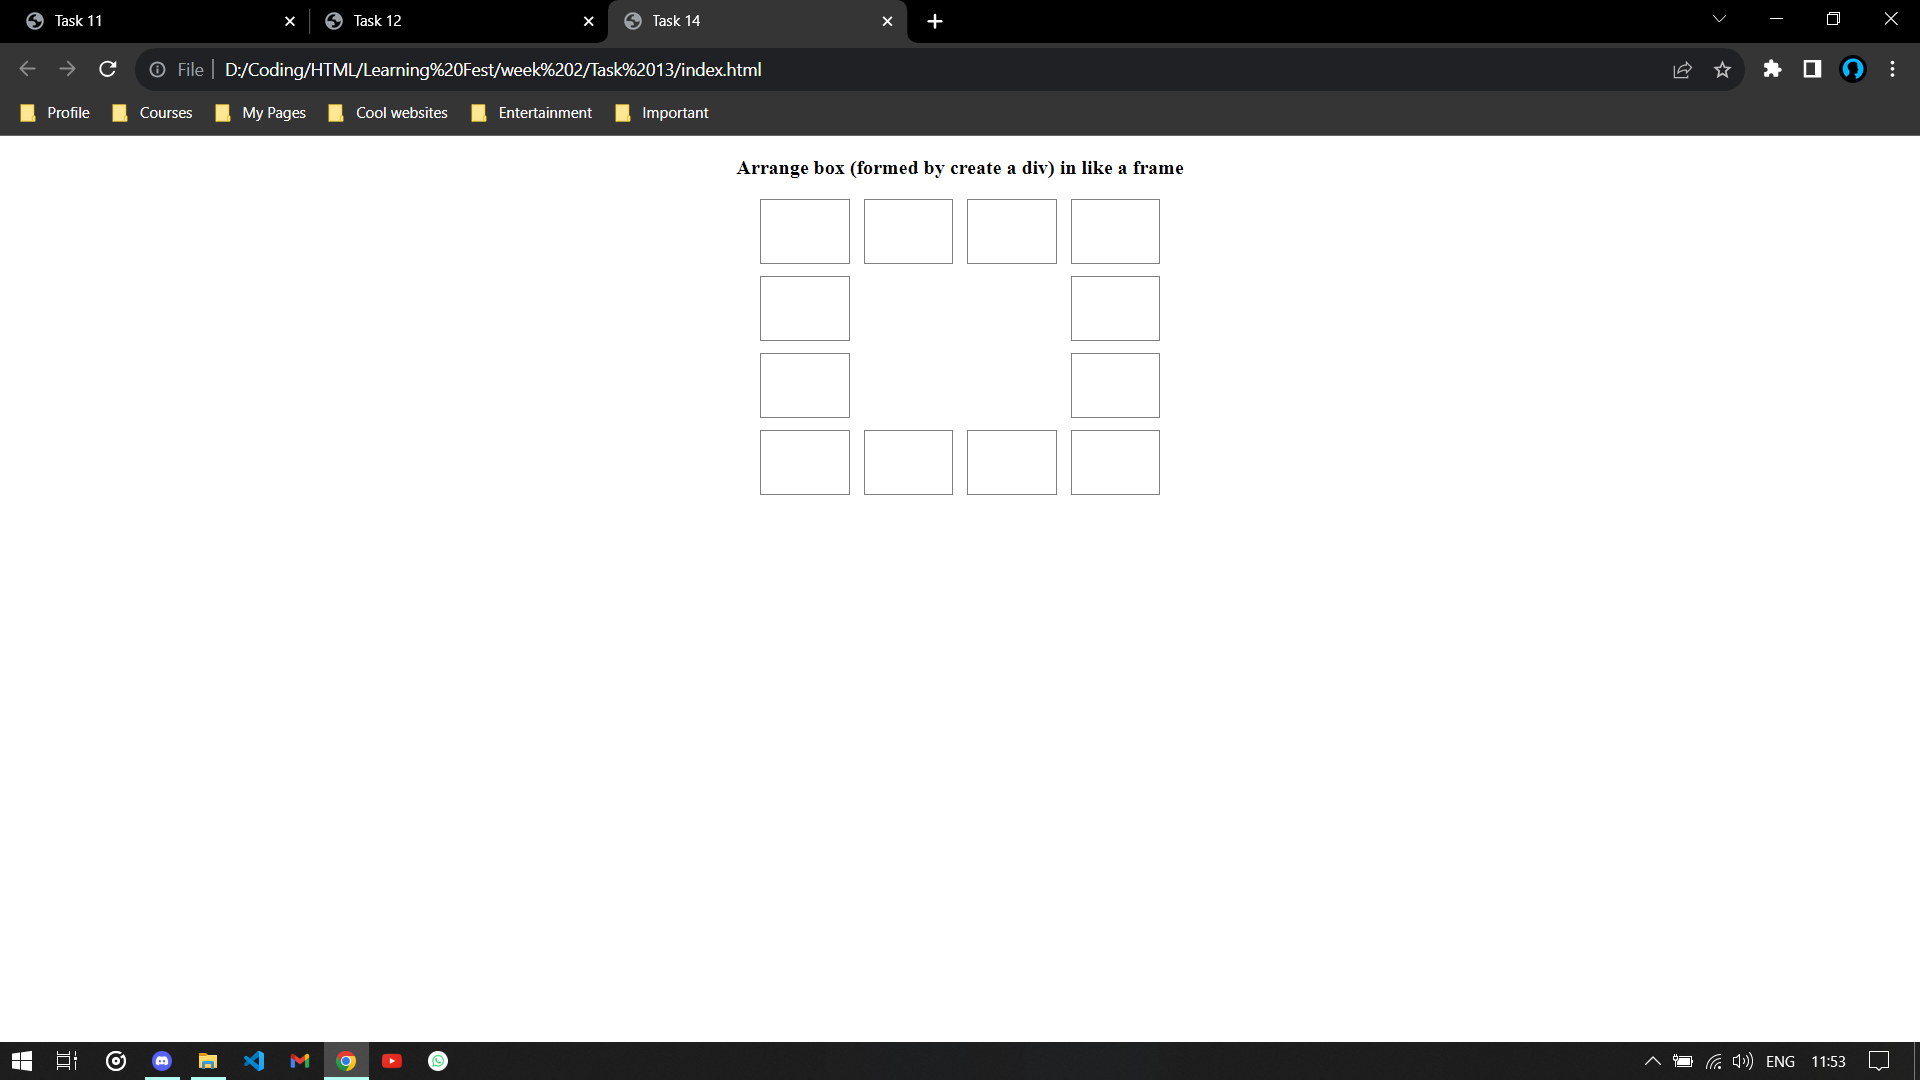 Task 11
Task 12
Task 14
File
D:/Coding/HTML/Learning%20Fest/week%202/Task%2013/index.html
Profile
Courses
My Pages
Cool websites
Entertainment
Important
Arrange box (formed by create a div) in like a frame
ENG
11:53